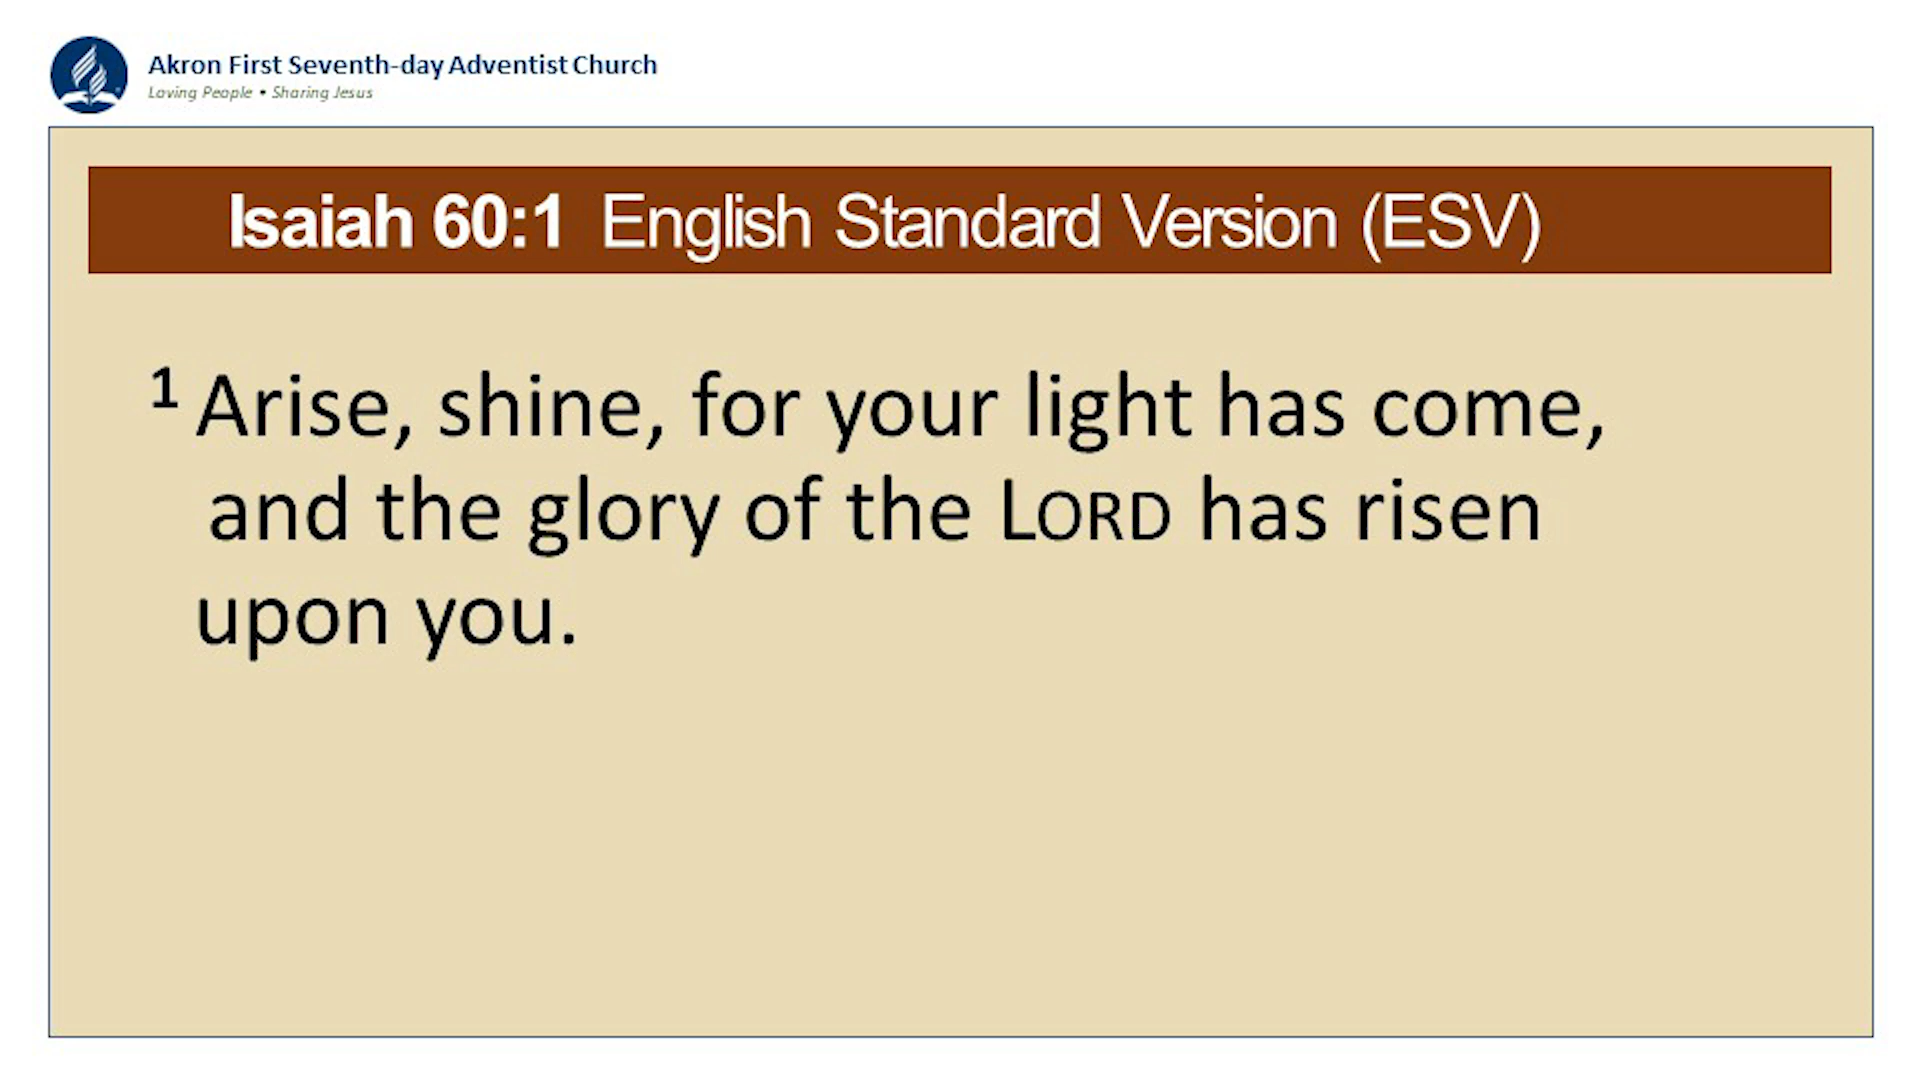 Akron First Seventh-day Adventist Church
Loving People • Sharing Jesus
Isaiah 60:1 English Standard Version (ESV)
1 Arise, shine, for your light has come,
and the glory of the LORD has risen
upon you.